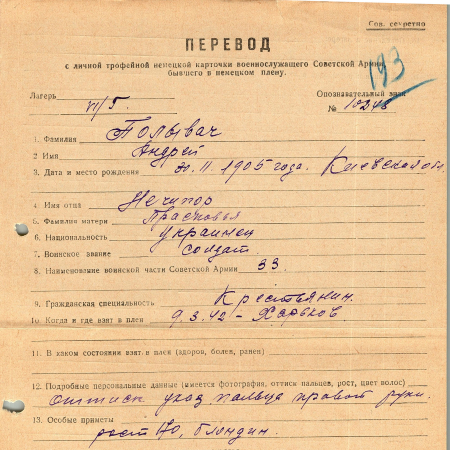 Сов. секретно
ПЕРЕВОД
с личной трофейной немецкой карточки военнослужащего Советской Армии,
бывшего в немецком плену.
193
Лагерь VI/Г. Опознавательный знак
№ 10248
1. Фамилия Полывач
2 Имя Андрей
3. Дата и место рождения 11. 1905 года. Киевская обл.
4. Имя отца Нечипор
5. Фамилия матери Прасковья
6. Национальность украинец
7. Воинское звание солдат
8. Наименование воинской части Советской Армии 33.
9. Гражданская специальность Крестьянин.
10. Когда и где взят в плен 9.3.42 – Харьков.
11. В каком состоянии взят в плен (здоров, болен, ранен)
12. Подробные персональные данные (имеется фотография, оттиск пальцев, рост, цвет волос)
Оттиск указ пальца правой руки.
13. Особые приметы
рост 170, блондин.